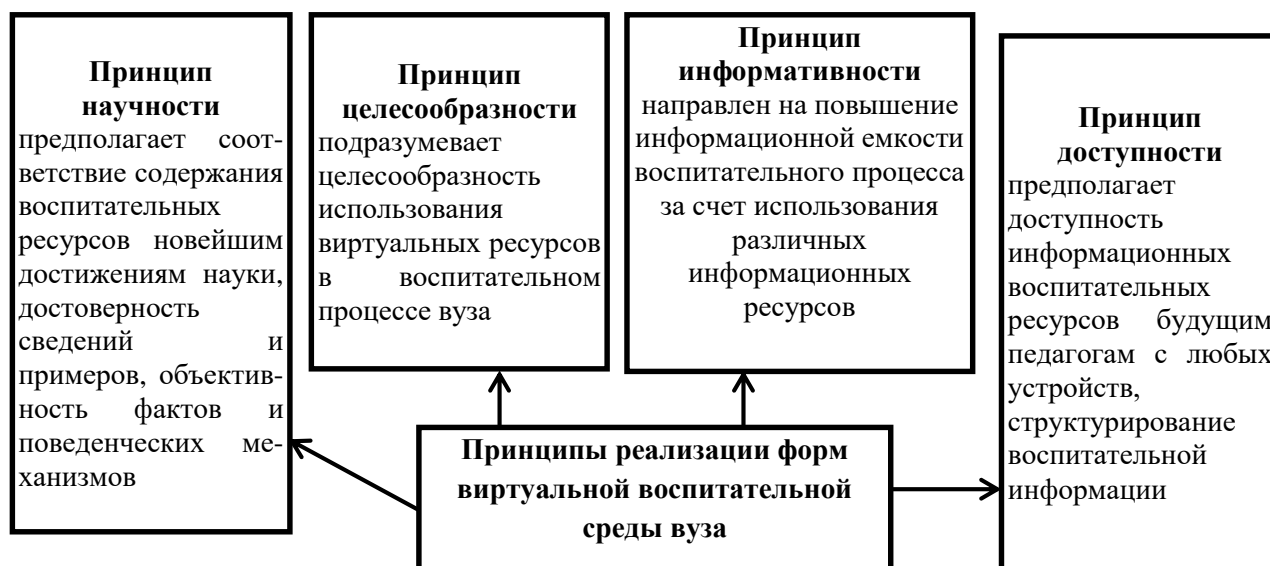 Принцип
научности
предполагает соот-
ветствие содержания
воспитательных
ресурсов новейшим
достижениям науки,
достоверность
сведений и
примеров, объектив-
ность фактов и
поведенческих ме-
ханизмов
Принцип
целесообразности
подразумевает
целесообразность
использования
виртуальных ресурсов
в воспитательном
процессе вуза
Принцип
информативности
направлен на повышение
информационной емкости
воспитательного процесса
за счет использования
различных
информационных
ресурсов
Принцип
доступности
предполагает
доступность
информационных
воспитательных
ресурсов будущим
педагогам с любых
устройств,
структурирование
воспитательной
информации
Принципы реализации форм
виртуальной воспитательной
среды вуза